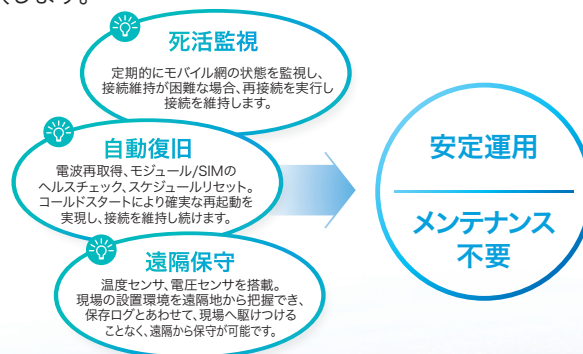 します。
死活監視
定期的にモバイル網の状態を監視し、
接続維持が困難な場合、再接続を実行し
接続を維持します。
自動復旧
電波再取得、モジュール/SIMの
ヘルスチェック、スケジュールリセット。
コールドスタートにより確実な再起動を
実現し、接続を維持し続けます。
遠隔保守
温度センサ、電圧センサを搭載。
現場の設置環境を遠隔地から把握でき、
保存ログとあわせて、現場へ駆けつける
ことなく、遠隔から保守が可能です。
安定運用
メンテナンス
不要